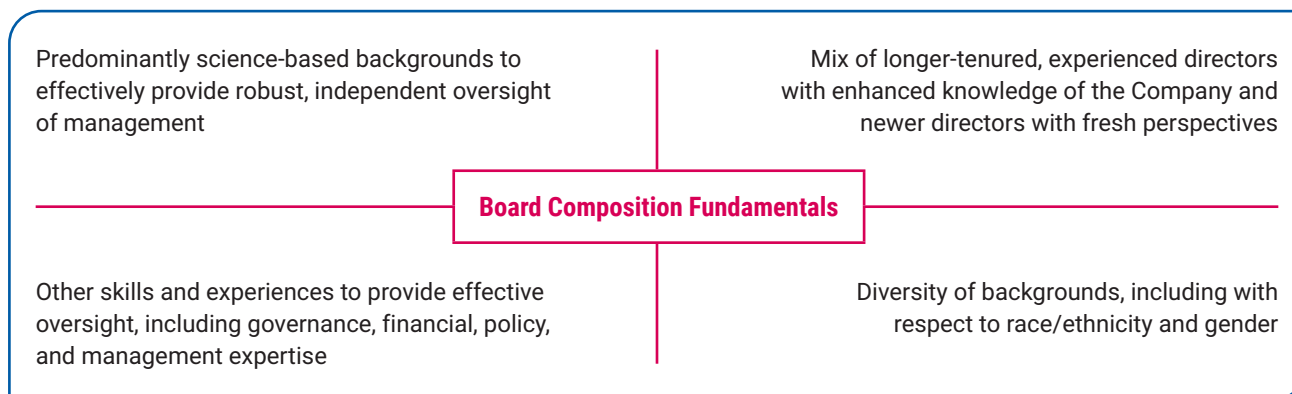 Predominantly science-based backgrounds to
effectively provide robust, independent oversight
of management
Mix of longer-tenured, experienced directors
with enhanced knowledge of the Company and
newer directors with fresh perspectives
Board Composition Fundamentals
Other skills and experiences to provide effective
oversight, including governance, financial, policy,
and management expertise
Diversity of backgrounds, including with
respect to race/ethnicity and gender